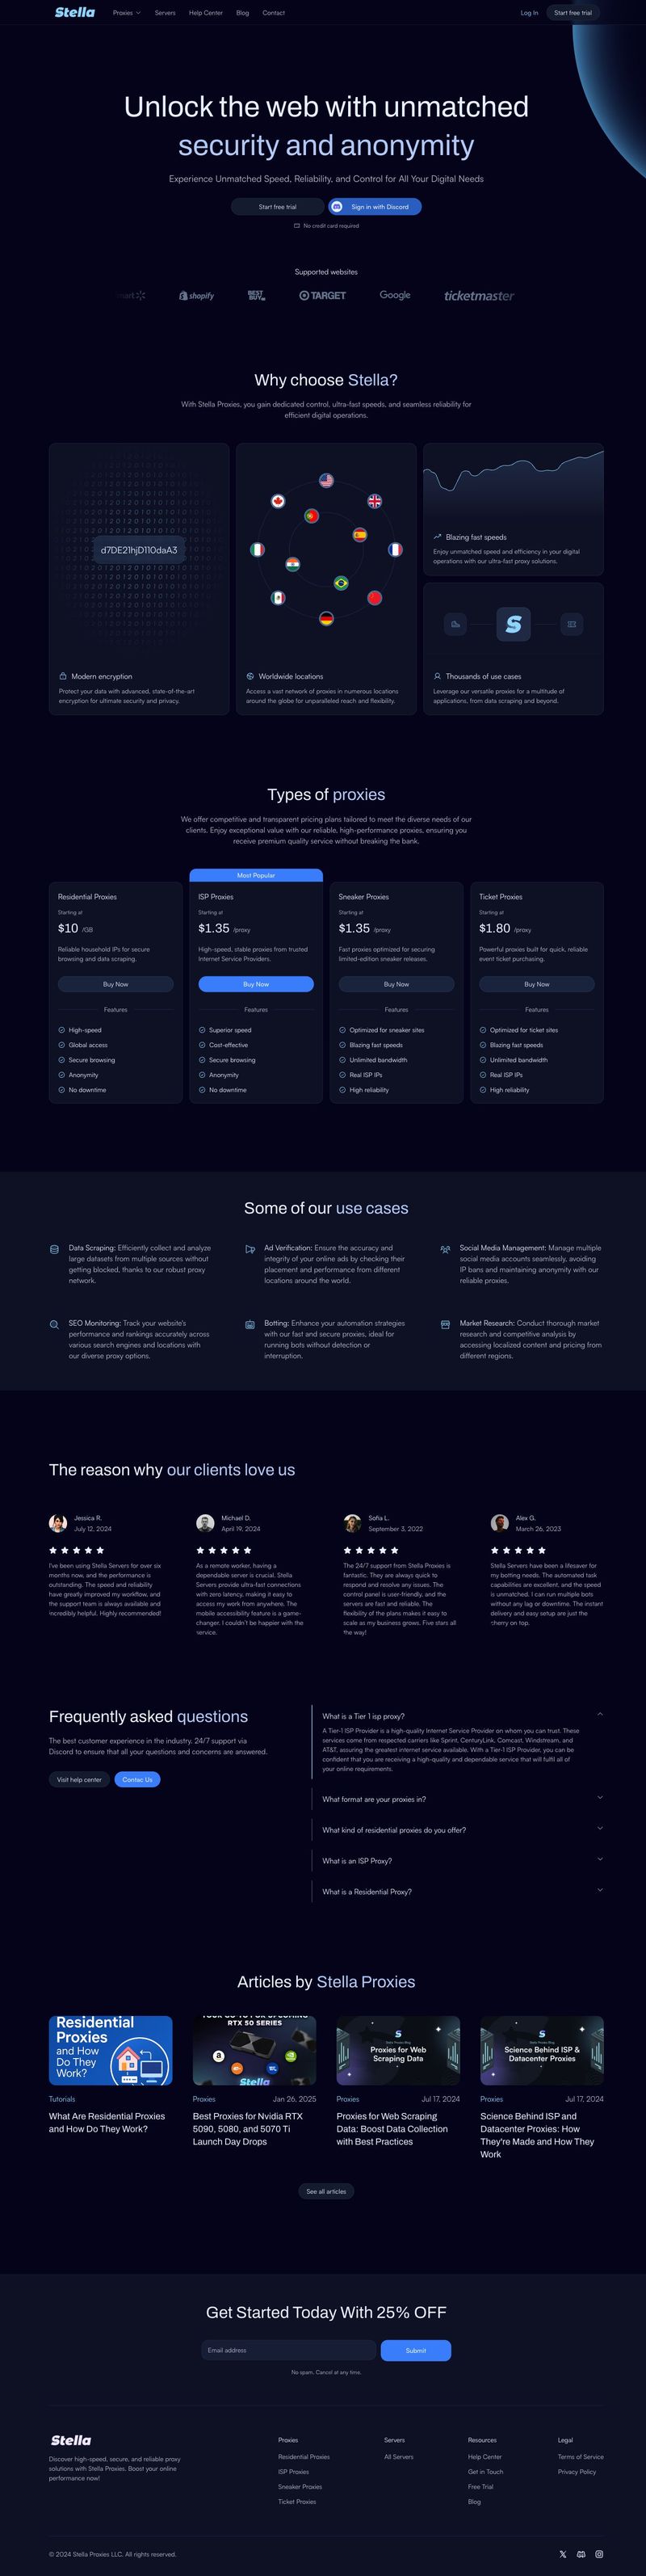 Stella
Proxies
Servers
Help Center
Blog
Contact
Log In
Start free trial
Unlock the web with unmatched
security and anonymity
Experience Unmatched Speed, Reliability, and Control for All Your Digital Needs
Start free trial
Sign in with Discord
No credit card required
Supported websites
shopify
BEST
BUY
TARGET
Google
ticketmaster
Why choose Stella?
With Stella Proxies, you gain dedicated control, ultra-fast speeds, and seamless reliability for
efficient digital operations.
d7DE21hjD110daA3
Modern encryption
Protect your data with advanced, state-of-the-art
encryption for ultimate security and privacy.
Worldwide locations
Access a vast network of proxies in numerous locations
around the globe for unparalleled reach and flexibility.
Blazing fast speeds
Enjoy unmatched speed and efficiency in your digital
operations with our ultra-fast proxy solutions.
S
Thousands of use cases
Leverage our versatile proxies for a multitude of
applications, from data scraping and beyond.
Types of proxies
We offer competitive and transparent pricing plans tailored to meet the diverse needs of our
clients. Enjoy exceptional value with our reliable, high-performance proxies, ensuring you
receive premium quality service without breaking the bank.
Residential Proxies
Starting at
$10 /GB
Reliable household IPs for secure
browsing and data scraping.
Buy Now
Features
High-speed
Global access
Secure browsing
Anonymity
No downtime
Most Popular
ISP Proxies
Starting at
$1.35 /proxy
High-speed, stable proxies from trusted
Internet Service Providers.
Buy Now
Features
Superior speed
Cost-effective
Secure browsing
Anonymity
No downtime
Sneaker Proxies
Starting at
$1.35 /proxy
Fast proxies optimized for securing
limited-edition sneaker releases.
Buy Now
Features
Optimized for sneaker sites
Blazing fast speeds
Unlimited bandwidth
Real ISP IPs
High reliability
Ticket Proxies
Starting at
$1.80 /proxy
Powerful proxies built for quick, reliable
event ticket purchasing.
Buy Now
Features
Optimized for ticket sites
Blazing fast speeds
Unlimited bandwidth
Real ISP IPs
High reliability
Some of our use cases
Data Scraping: Efficiently collect and analyze
large datasets from multiple sources without
getting blocked, thanks to our robust proxy
network.
Ad Verification: Ensure the accuracy and
integrity of your online ads by checking their
placement and performance from different
locations around the world.
Social Media Management: Manage multiple
social media accounts seamlessly, avoiding
IP bans and maintaining anonymity with our
reliable proxies.
SEO Monitoring: Track your website's
performance and rankings accurately across
various search engines and locations with
our diverse proxy options.
Botting: Enhance your automation strategies
with our fast and secure proxies, ideal for
running bots without detection or
interruption.
Market Research: Conduct thorough market
research and competitive analysis by
accessing localized content and pricing from
different regions.
The reason why our clients love us
Jessica R.
July 12, 2024
I've been using Stella Servers for over six
months now, and the performance is
outstanding. The speed and reliability
have greatly improved my workflow, and
the support team is always available and
incredibly helpful. Highly recommended!
Michael D.
April 19, 2024
As a remote worker, having a
dependable server is crucial. Stella
Servers provide ultra-fast connections
with zero latency, making it easy to
access my work from anywhere. The
mobile accessibility feature is a game-
changer. I couldn't be happier with the
service.
Sofia L.
September 3, 2022
The 24/7 support from Stella Proxies is
fantastic. They are always quick to
respond and resolve any issues. The
control panel is user-friendly, and the
servers are fast and reliable. The
flexibility of the plans makes it easy to
scale as my business grows. Five stars all
the way!
Alex G.
March 26, 2023
Stella Servers have been a lifesaver for
my botting needs. The automated task
capabilities are excellent, and the speed
is unmatched. I can run multiple bots
without any lag or downtime. The instant
delivery and easy setup are just the
cherry on top.
Frequently asked questions
The best customer experience in the industry. 24/7 support via
Discord to ensure that all your questions and concerns are answered.
Visit help center
Contac Us
What is a Tier 1 isp proxy?
A Tier-1 ISP Provider is a high-quality Internet Service Provider on whom you can trust. These
services come from respected carriers like Sprint, CenturyLink, Comcast, Windstream, and
AT&T, assuring the greatest internet service available. With a Tier-1 ISP Provider, you can be
confident that you are receiving a high-quality and dependable service that will fulfil all of
your online requirements.
What format are your proxies in?
What kind of residential proxies do you offer?
What is an ISP Proxy?
What is a Residential Proxy?
Articles by Stella Proxies
Residential
Proxies
and How
Do They
Work?
Tutorials
What Are Residential Proxies
and How Do They Work?
RTX 50 SERIES
Stella
Proxies
Jan 26, 2025
Best Proxies for Nvidia RTX
5090, 5080, and 5070 Ti
Launch Day Drops
Proxies for Web
Scraping Data
Proxies
Jul 17, 2024
Proxies for Web Scraping
Data: Boost Data Collection
with Best Practices
Science Behind ISP &
Datacenter Proxies
Proxies
Jul 17, 2024
Science Behind ISP and
Datacenter Proxies: How
They're Made and How They
Work
See all articles
Get Started Today With 25% OFF
Email address
Submit
No spam. Cancel at any time.
Stella
Discover high-speed, secure, and reliable proxy
solutions with Stella Proxies. Boost your online
performance now!
Proxies
Residential Proxies
ISP Proxies
Sneaker Proxies
Ticket Proxies
Servers
All Servers
Resources
Help Center
Get in Touch
Free Trial
Blog
Legal
Terms of Service
Privacy Policy
© 2024 Stella Proxies LLC. All rights reserved.